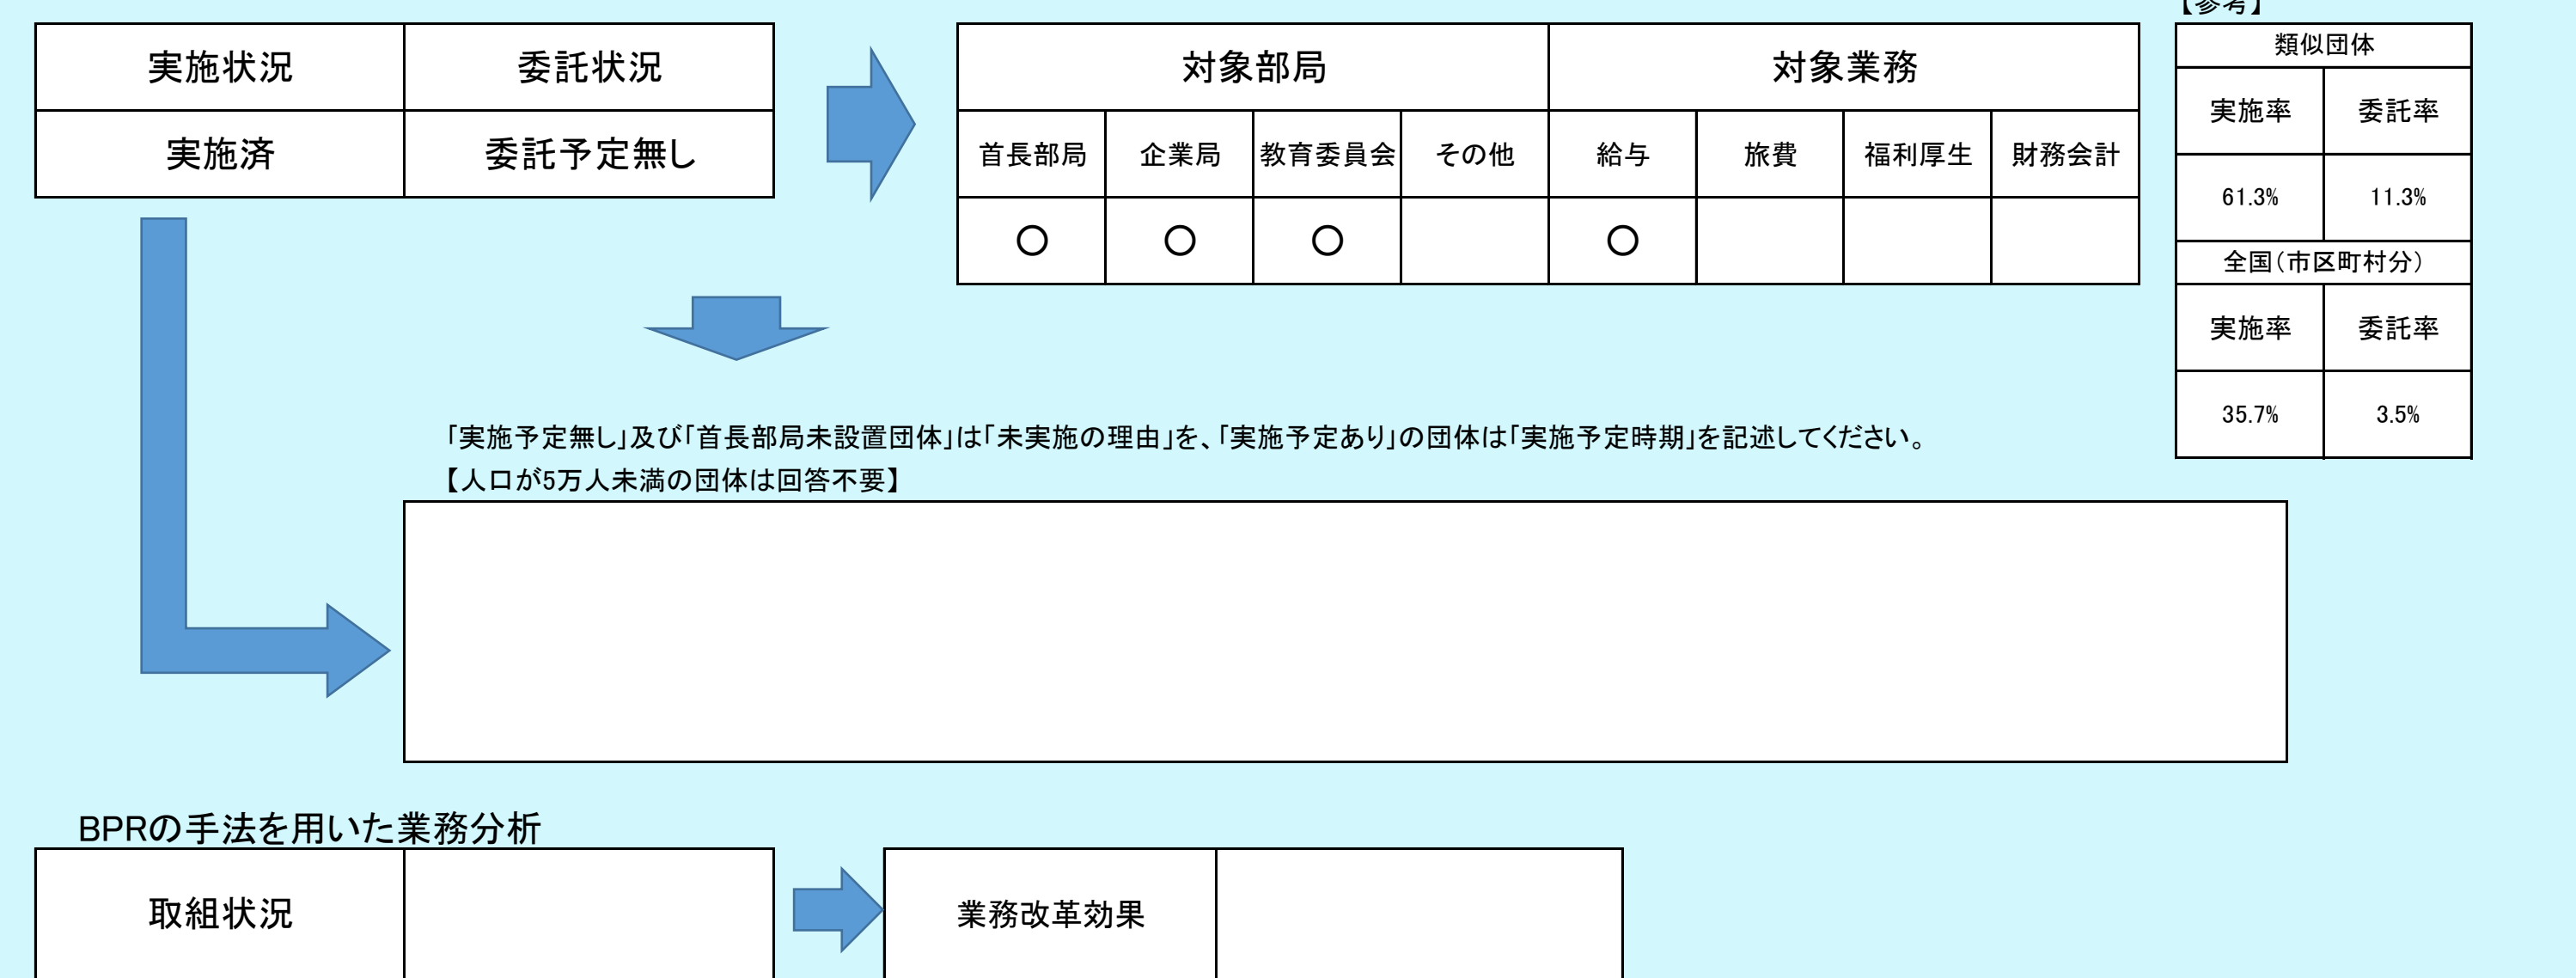 【参考】
実施状況 委託状況
実施済 委託予定無し
対象部局 対象業務
首長部局 企業局 教育委員会 その他 給与 旅費 福利厚生 財務会計
〇 〇 〇 〇
類似団体
実施率 委託率
61.3% 11.3%
全国(市区町村分)
実施率 委託率
35.7% 3.5%
「実施予定無し」及び「首長部局未設置団体」は「未実施の理由」を、「実施予定あり」の団体は「実施予定時期」を記述してください。
【人口が5万人未満の団体は回答不要】
BPRの手法を用いた業務分析
取組状況
業務改革効果